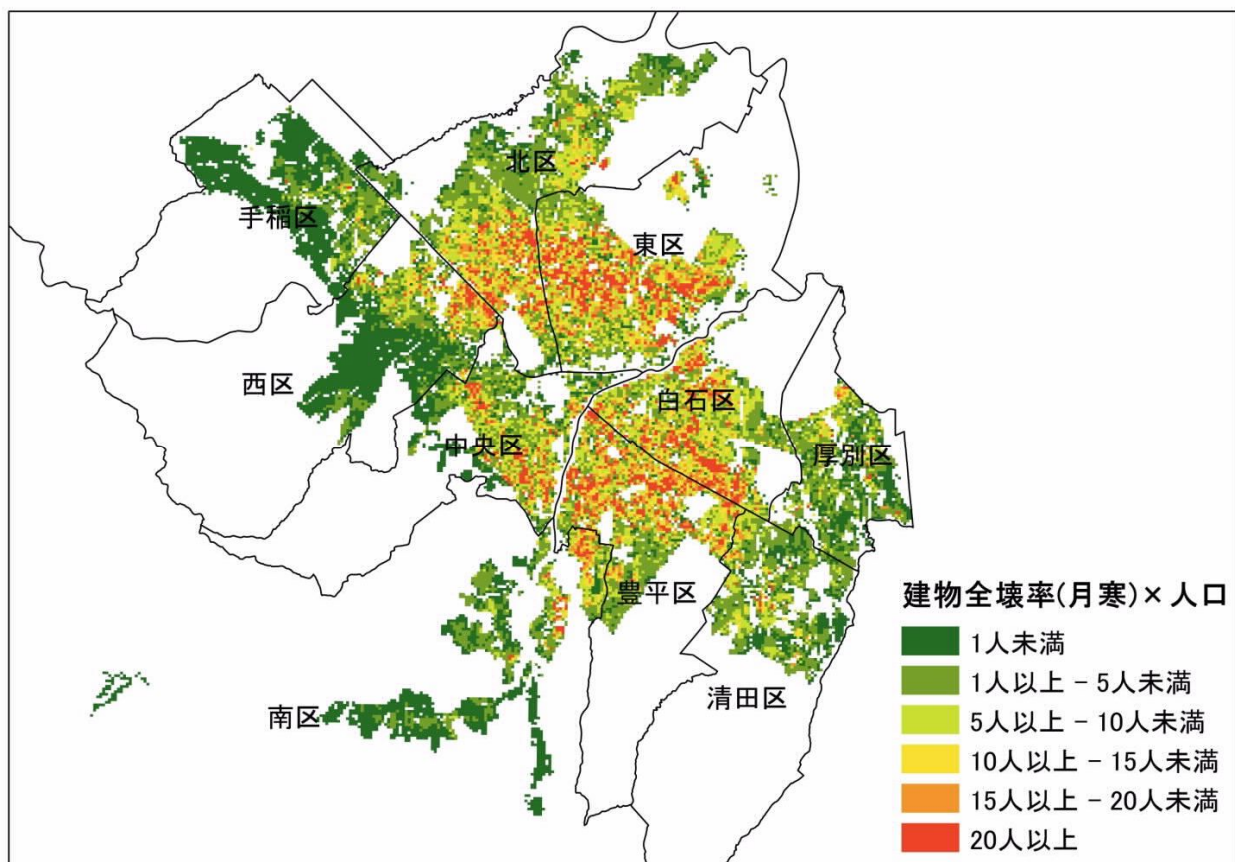 北区
手稲区
東区
西区
白石区
中央区
厚別区
豊平区
清田区
南区
建物全壊率(月寒)×人口
1人未満
1人以上 - 5人未満
5人以上 - 10人未満
10人以上 - 15人未満
15人以上 - 20人未満
20人以上